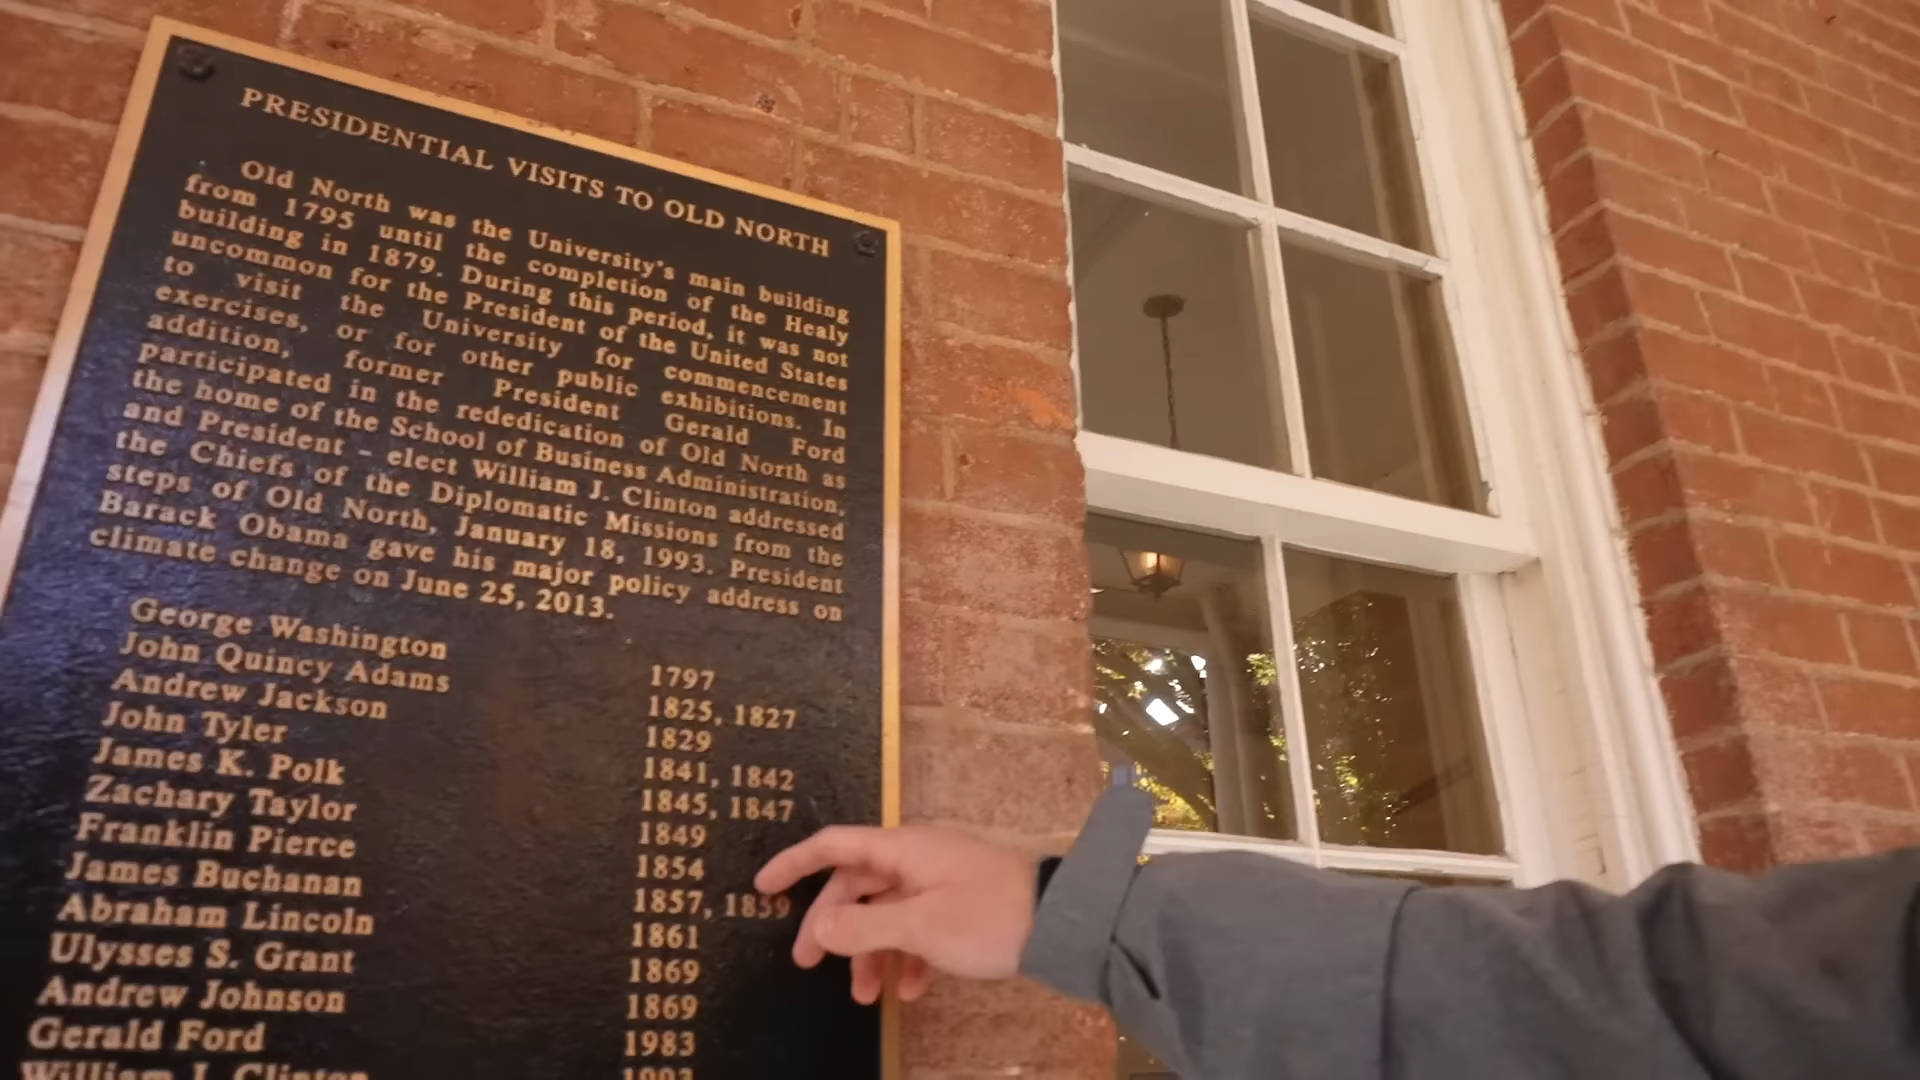 PRESIDENTIAL VISITS TO OLD NORTH
Old North was the University's main building
from 1795 until the completion of the Healy
building in 1879. During this period, it was not
uncommon for the President of the United States
to visit the University for commencement
exercises, or for other public exhibitions. In
addition, former President Gerald Ford
participated in the rededication of Old North as
the home of the School of Business Administration,
and President - elect William J. Clinton addressed
the Chiefs of the Diplomatic Missions from the
steps of Old North, January 18, 1993. President
Barack Obama gave his major policy address on
climate change on June 25, 2013.
George Washington 1797
John Quincy Adams 1825, 1827
Andrew Jackson 1829
John Tyler 1841, 1842
James K. Polk 1845, 1847
Zachary Taylor 1849
Franklin Pierce 1854
James Buchanan 1857, 1859
Abraham Lincoln 1861
Ulysses S. Grant 1869
Andrew Johnson 1869
Gerald Ford 1983
William J. Clinton 1993